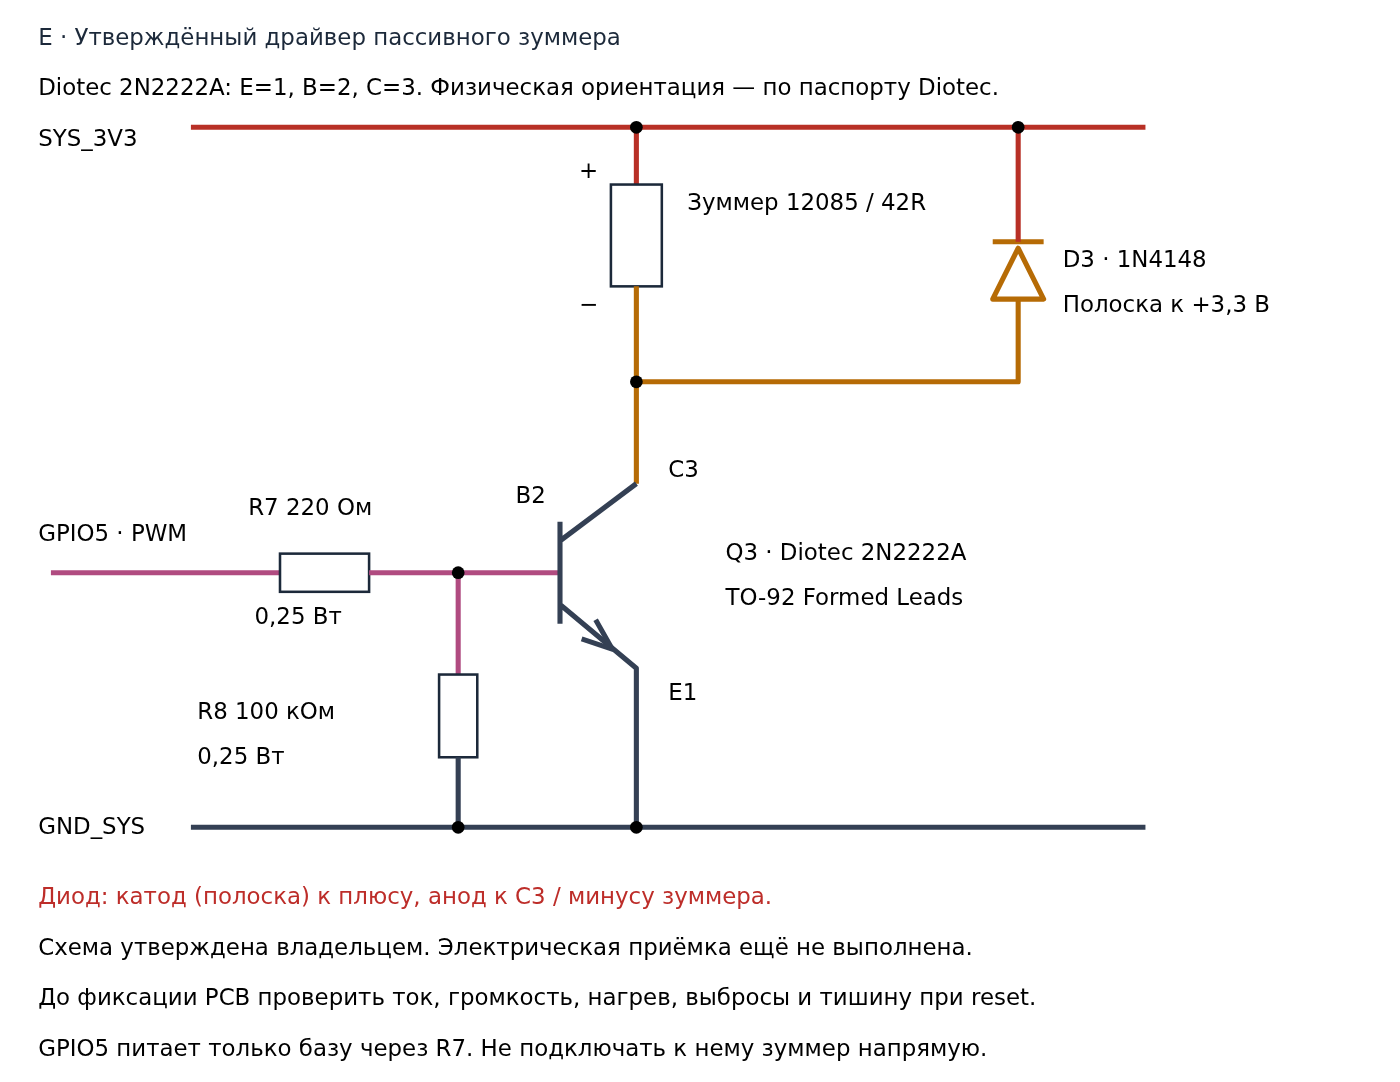 E · Утверждённый драйвер пассивного зуммера
Diotec 2N2222A: E=1, B=2, C=3. Физическая ориентация — по паспорту Diotec.
SYS_3V3
+
Зуммер 12085 / 42R
D3 · 1N4148
−
Полоска к +3,3 В
C3
B2
R7 220 Ом
GPIO5 · PWM
Q3 · Diotec 2N2222A
TO-92 Formed Leads
0,25 Вт
E1
R8 100 кОм
0,25 Вт
GND_SYS
Диод: катод (полоска) к плюсу, анод к C3 / минусу зуммера.
Схема утверждена владельцем. Электрическая приёмка ещё не выполнена.
До фиксации PCB проверить ток, громкость, нагрев, выбросы и тишину при reset.
GPIO5 питает только базу через R7. Не подключать к нему зуммер напрямую.